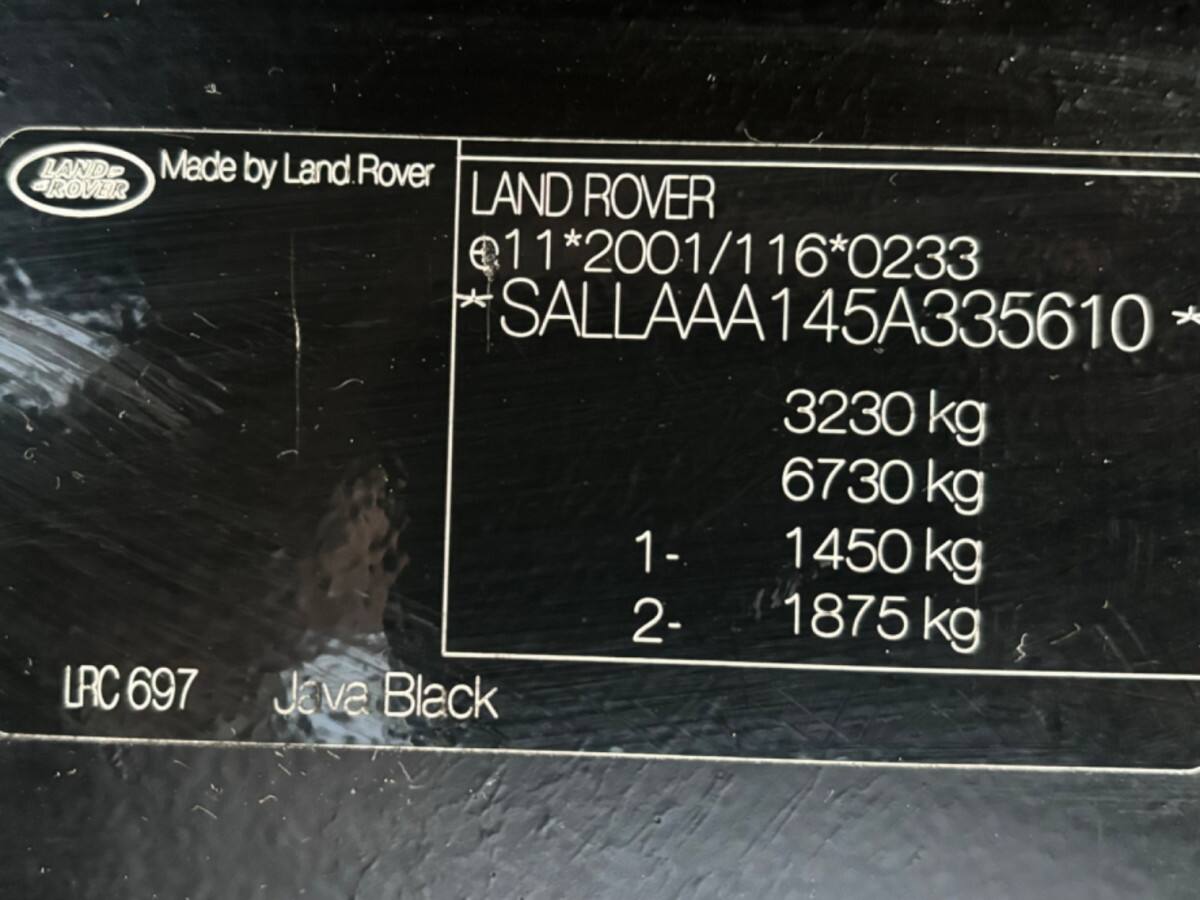 LAND-
-ROVER
Made by Land Rover
LAND ROVER
e11*2001/116*0233
*SALLAAA145A335610*
3230 kg
6730 kg
1- 1450 kg
2- 1875 kg
LRC 697 Java Black